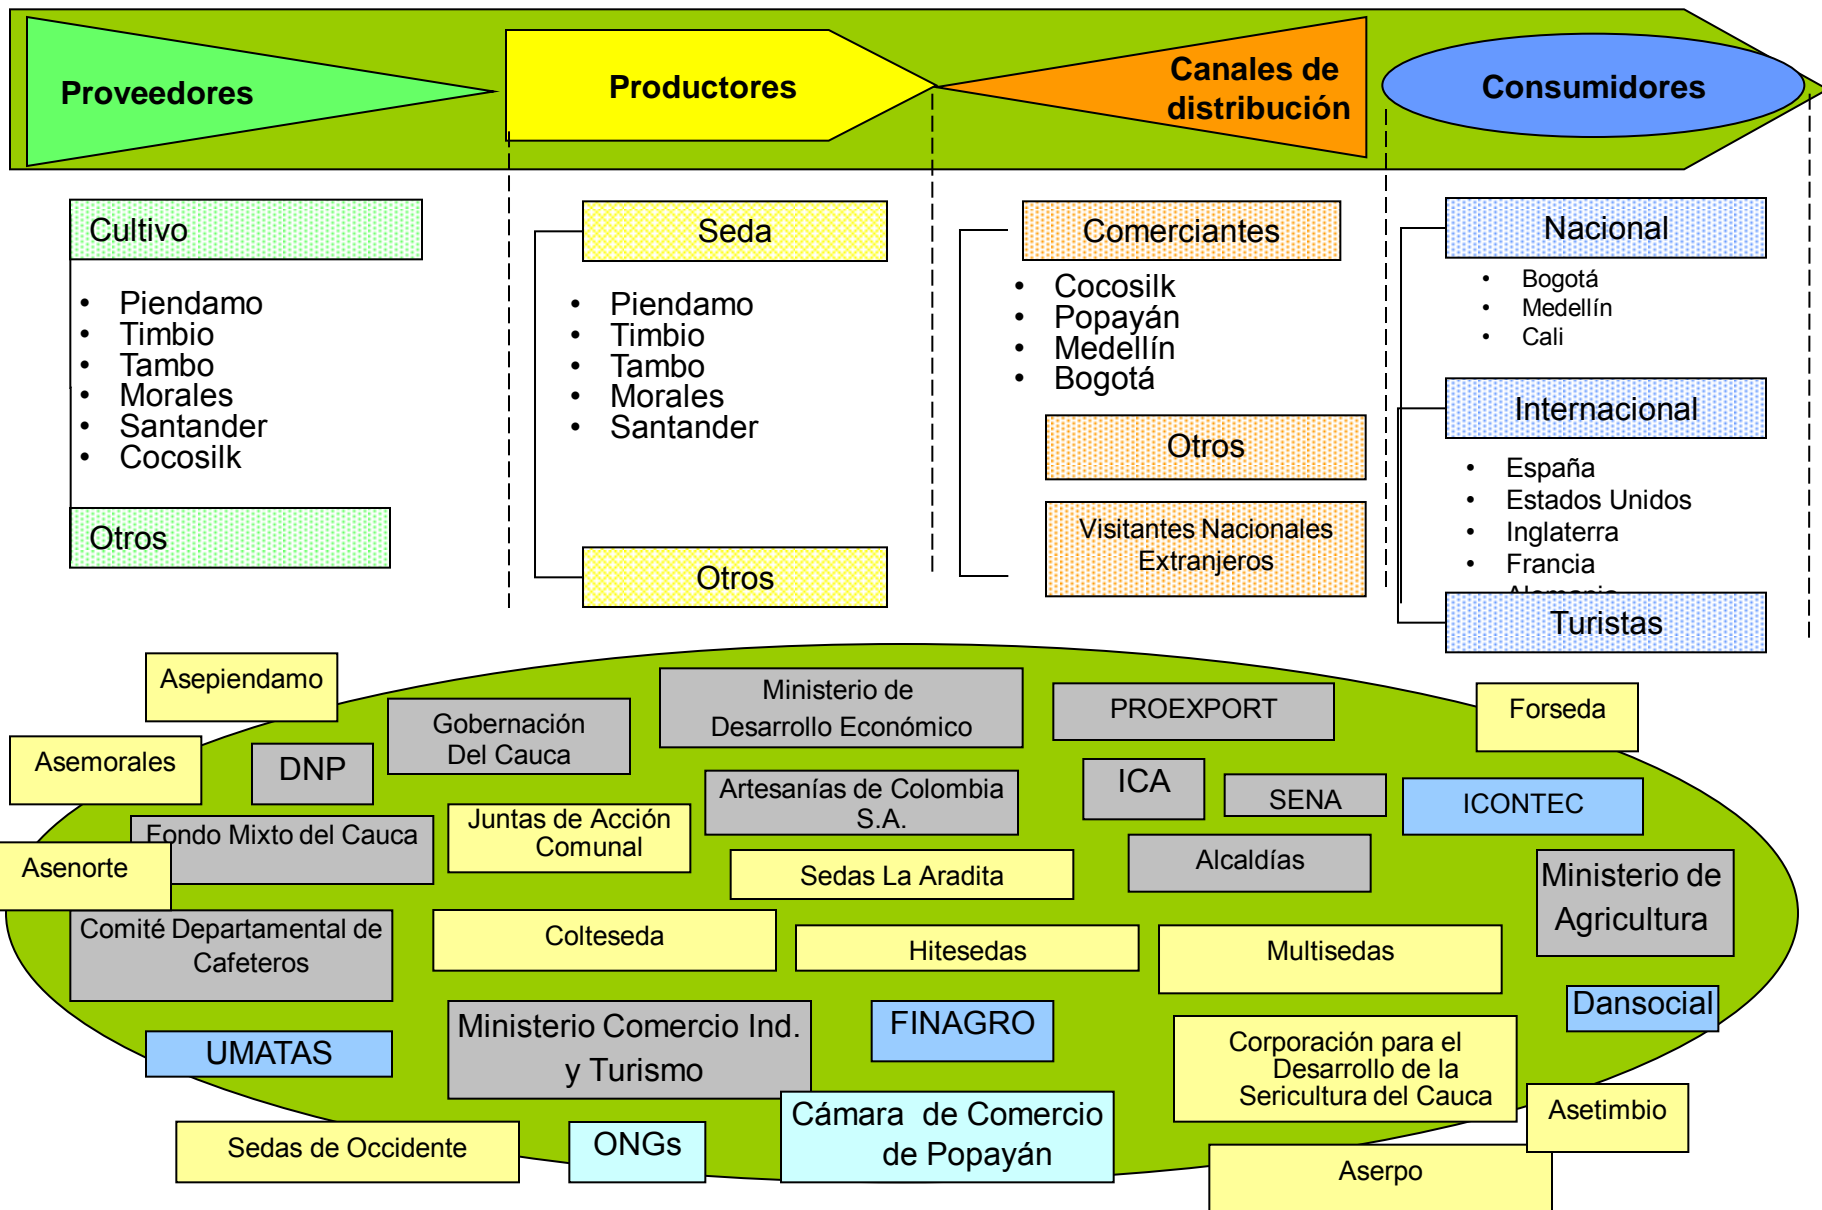 Proveedores
Productores
Canales de
distribución
Consumidores
Cultivo
• Piendamo
• Timbio
• Tambo
• Morales
• Santander
• Cocosilk
Otros
Seda
• Piendamo
• Timbio
• Tambo
• Morales
• Santander
Otros
Comerciantes
• Cocosilk
• Popayán
• Medellín
• Bogotá
Otros
Visitantes Nacionales
Extranjeros
Nacional
• Bogotá
• Medellín
• Cali
Internacional
• España
• Estados Unidos
• Inglaterra
• Francia
Turistas
Asepiendamo
Asemorales
Asenorte
DNP
Gobernación
Del Cauca
Ministerio de
Desarrollo Económico
PROEXPORT
Forseda
Fondo Mixto del Cauca
Juntas de Acción
Comunal
Artesanías de Colombia
S.A.
ICA
SENA
ICONTEC
Sedas La Aradita
Alcaldías
Ministerio de
Agricultura
Comité Departamental de
Cafeteros
Colteseda
Hitesedas
Multisedas
Dansocial
UMATAS
Ministerio Comercio Ind.
y Turismo
FINAGRO
Corporación para el
Desarrollo de la
Sericultura del Cauca
Asetimbio
Sedas de Occidente
ONGs
Cámara de Comercio
de Popayán
Aserpo